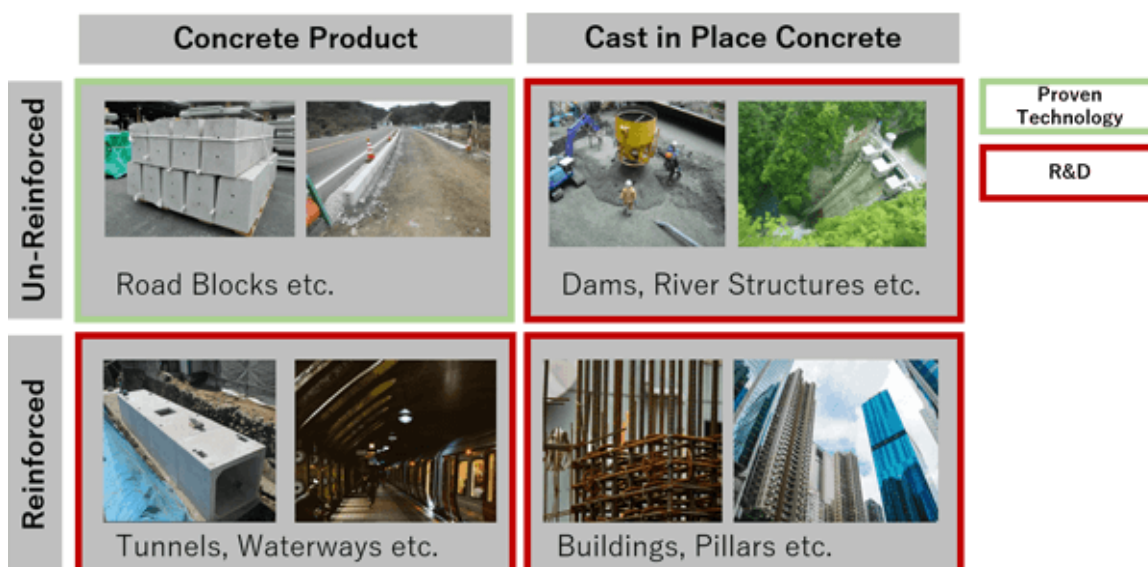 Concrete Product
Cast in Place Concrete
Un-Reinforced
Road Blocks etc.
Dams, River Structures etc.
Proven
Technology
R&D
Reinforced
Tunnels, Waterways etc.
Buildings, Pillars etc.